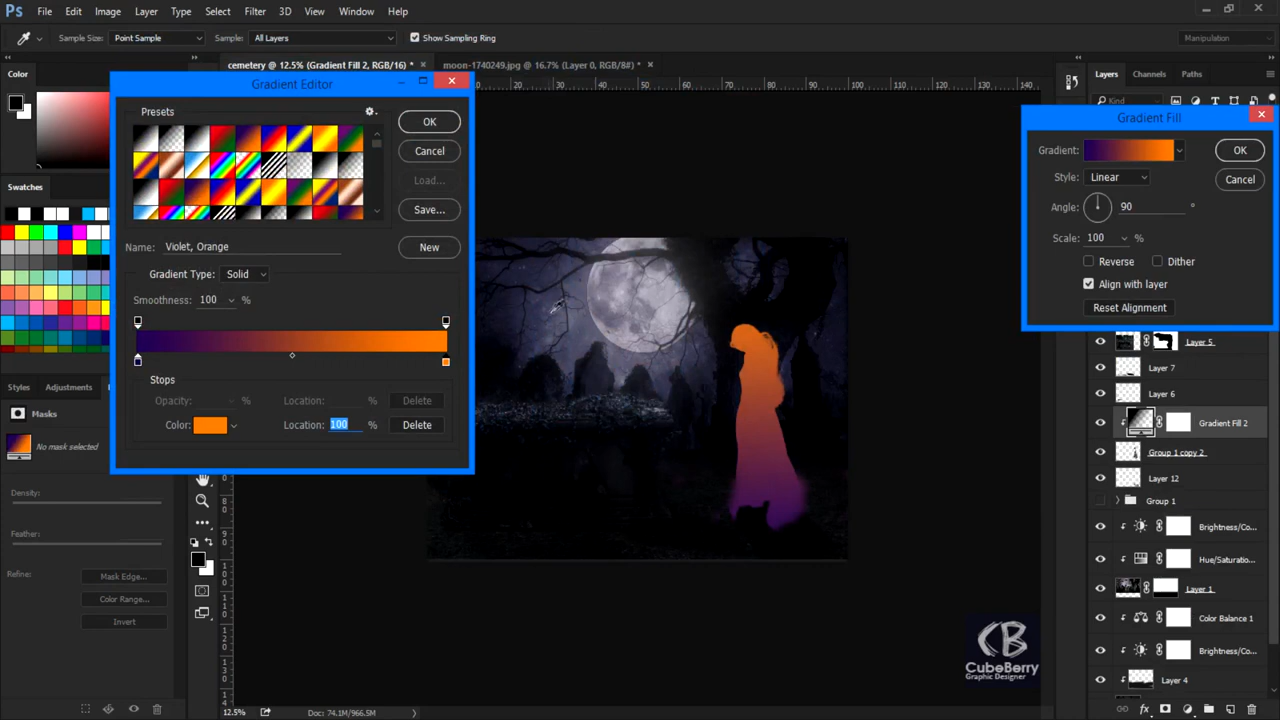 Ps File Edit Image Layer Type Select Filter 3D View Window Help
Sample Size: Point Sample Sample: All Layers Show Sampling Ring Manipulation
Color
cemetery @ 12.5% (Gradient Fill 2, RGB/16) * moon-1740249.jpg @ 16.7% (Layer 0, RGB/8#) *
Layers Channels Paths
Kind
Gradient Editor
Presets
OK
Cancel
Load...
Save...
Name: Violet, Orange
New
Gradient Type: Solid
Smoothness: 100 %
Stops
Opacity: % Location: % Delete
Color: Location: 100 % Delete
Gradient Fill
Gradient: OK
Style: Linear Cancel
Angle: 90 °
Scale: 100 %
Reverse Dither
Align with layer
Reset Alignment
Swatches
Styles Adjustments
Masks
No mask selected
Density:
Feather:
Refine: Mask Edge...
Color Range...
Invert
Layer 5
Layer 7
Layer 6
Gradient Fill 2
Group 1 copy 2
Layer 12
Group 1
Brightness/Co...
Hue/Saturatio...
Layer 1
Color Balance 1
Brightness/Co...
Layer 4
CB
CubeBerry
Graphic Designer
12.5% Doc: 74.1M/966.5M